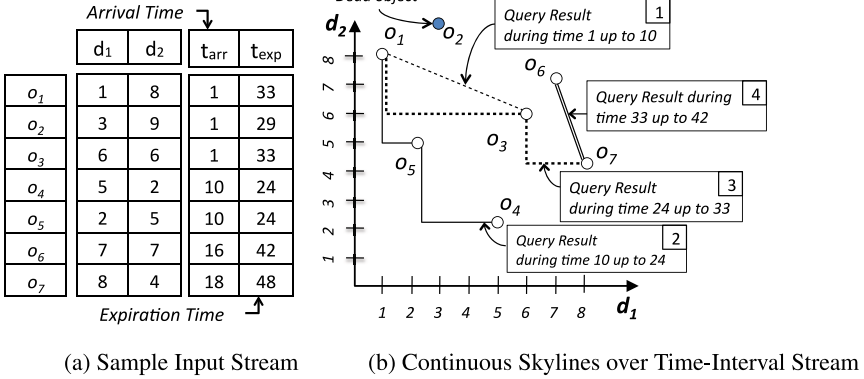 Arrival Time
d1 d2 tarr texp
o1 1 8 1 33
o2 3 9 1 29
o3 6 6 1 33
o4 5 2 10 24
o5 2 5 10 24
o6 7 7 16 42
o7 8 4 18 48
Expiration Time
(a) Sample Input Stream
Dead Object
d2
o1
o2
Query Result
during time 1 up to 10
1
o6
Query Result during
time 33 up to 42
4
o3
o5
o7
Query Result
during time 24 up to 33
3
o4
Query Result
during time 10 up to 24
2
8
7
6
5
4
3
2
1
1 2 3 4 5 6 7 8
d1
(b) Continuous Skylines over Time-Interval Stream